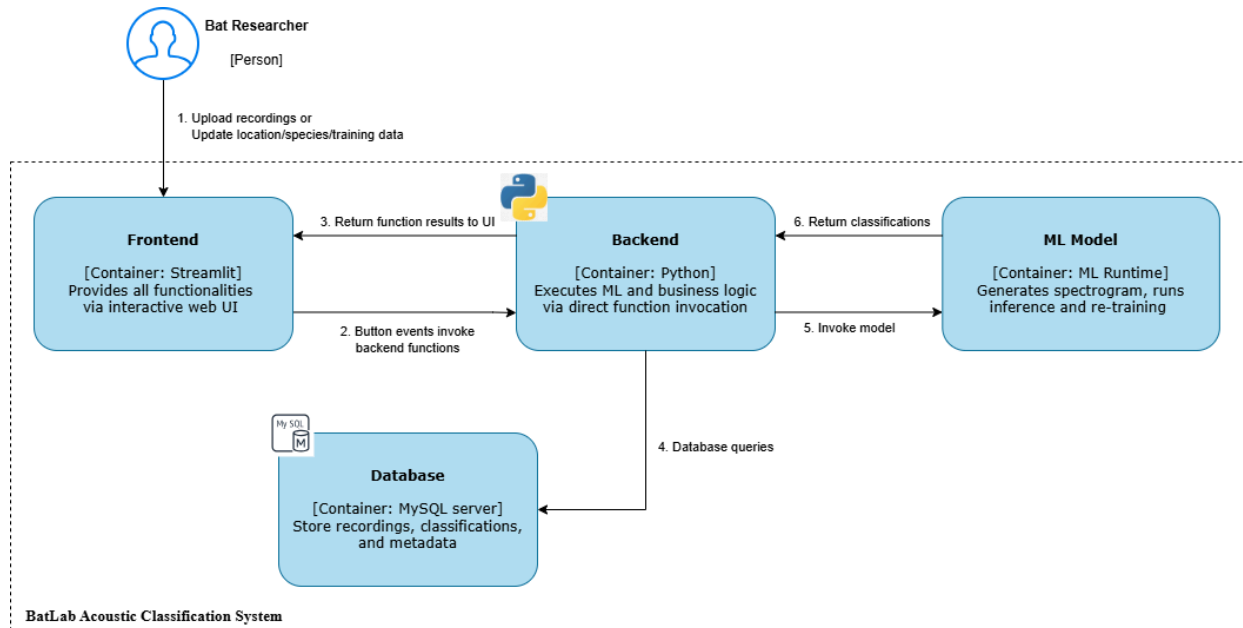 Bat Researcher
[Person]
1. Upload recordings or
Update location/species/training data
Frontend
[Container: Streamlit]
Provides all functionalities
via interactive web UI
3. Return function results to UI
2. Button events invoke
backend functions
Backend
[Container: Python]
Executes ML and business logic
via direct function invocation
6. Return classifications
5. Invoke model
ML Model
[Container: ML Runtime]
Generates spectrogram, runs
inference and re-training
4. Database queries
My SQL
M
Database
[Container: MySQL server]
Store recordings, classifications,
and metadata
BatLab Acoustic Classification System